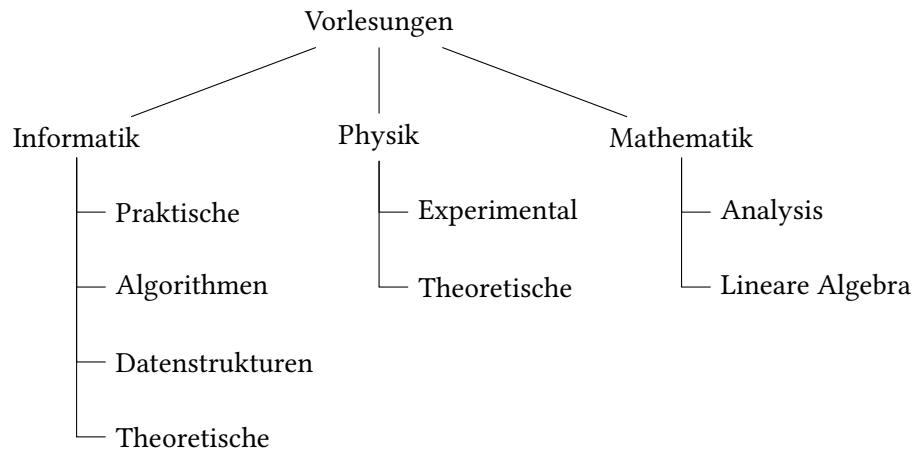 Vorlesungen
Informatik
Physik
Mathematik
Praktische
Experimental
Analysis
Algorithmen
Theoretische
Lineare Algebra
Datenstrukturen
Theoretische